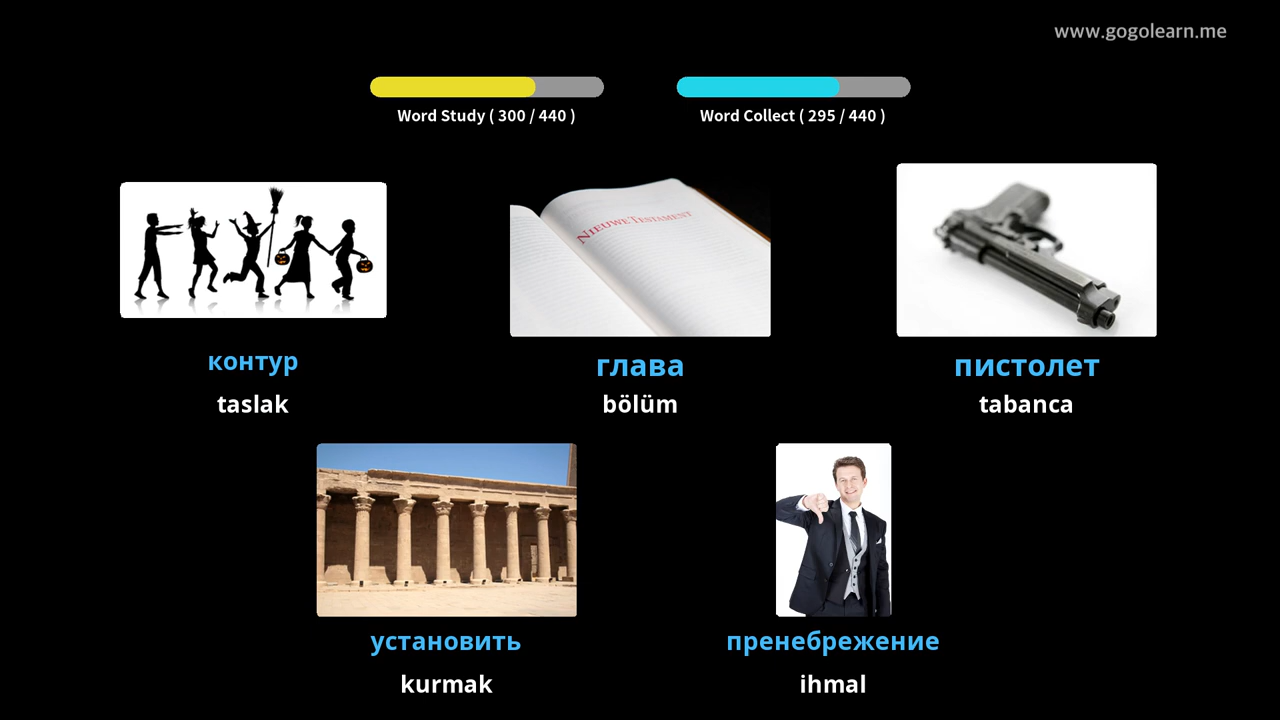 www.gogolearn.me
Word Study ( 300 / 440 )
Word Collect ( 295 / 440 )
NIEUWE TESTAMENT
контур
taslak
глава
bölüm
пистолет
tabanca
установить
kurmak
пренебрежение
ihmal